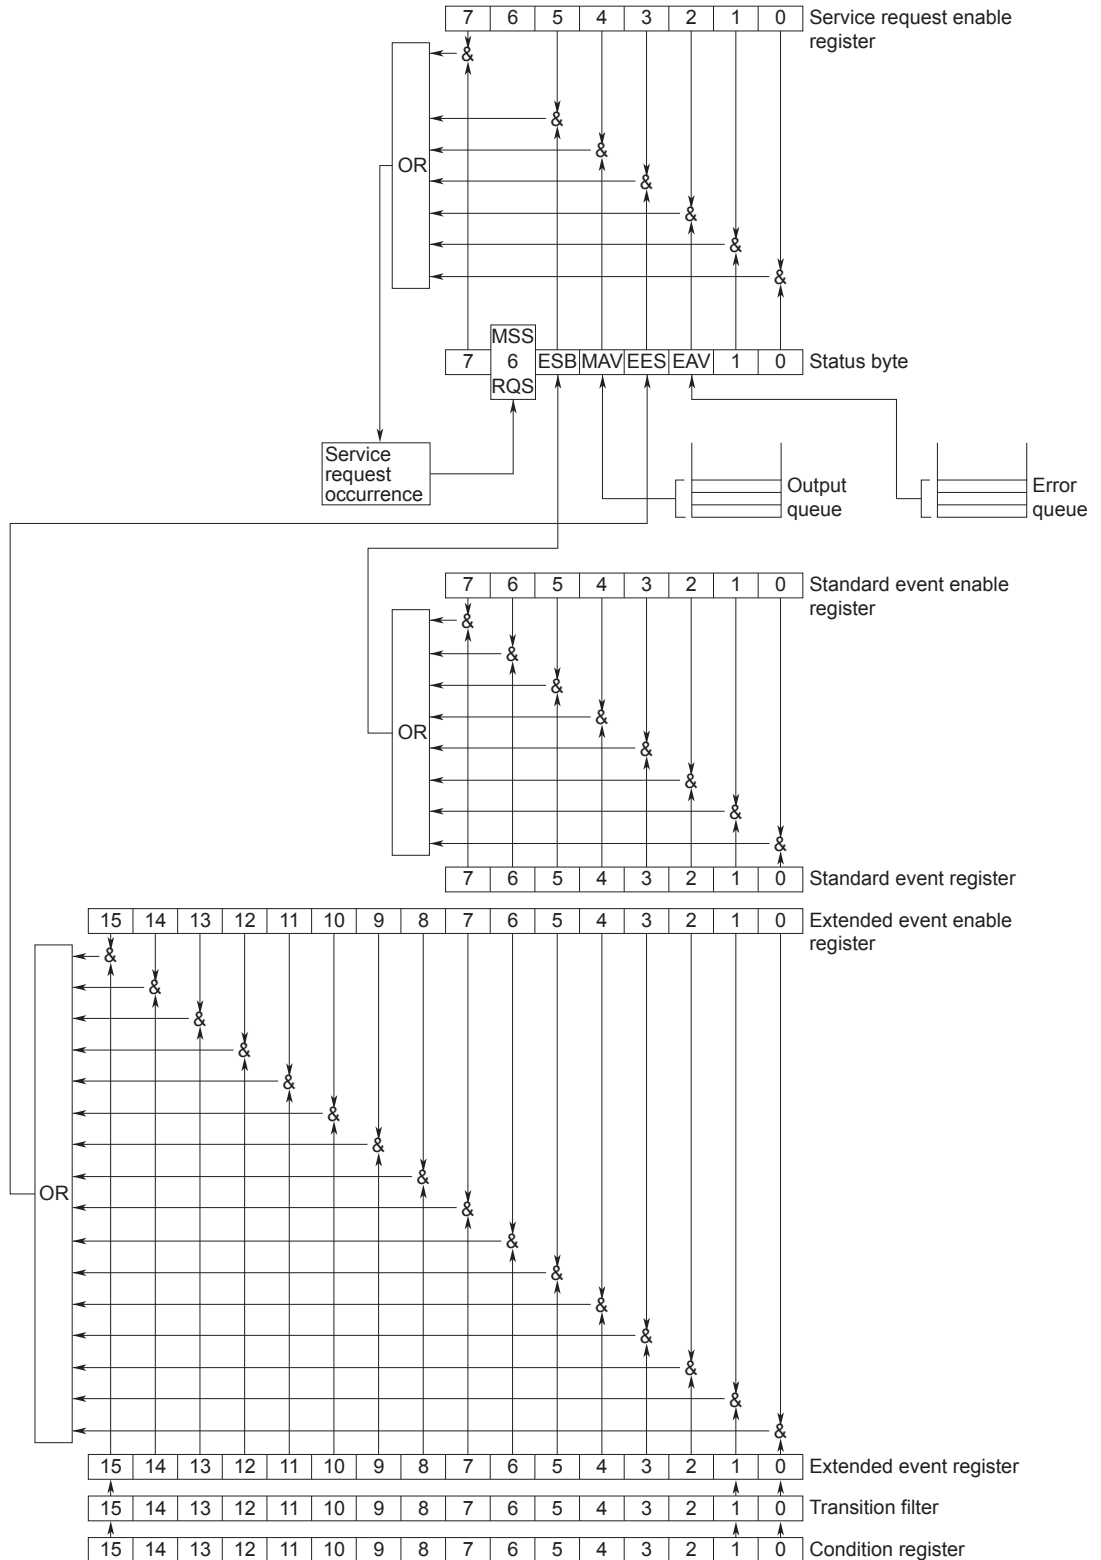 7 6 5 4 3 2 1 0 Service request enable
register
&
&
&
OR
&
&
&
&
MSS
7 6 ESB MAV EES EAV 1 0 Status byte
RQS
Service
request
occurrence
Output
queue
Error
queue
7 6 5 4 3 2 1 0 Standard event enable
register
&
&
&
&
OR
&
&
&
&
7 6 5 4 3 2 1 0 Standard event register
15 14 13 12 11 10 9 8 7 6 5 4 3 2 1 0 Extended event enable
register
&
&
&
&
&
&
&
&
OR
&
&
&
&
&
&
&
&
15 14 13 12 11 10 9 8 7 6 5 4 3 2 1 0 Extended event register
15 14 13 12 11 10 9 8 7 6 5 4 3 2 1 0 Transition filter
15 14 13 12 11 10 9 8 7 6 5 4 3 2 1 0 Condition register